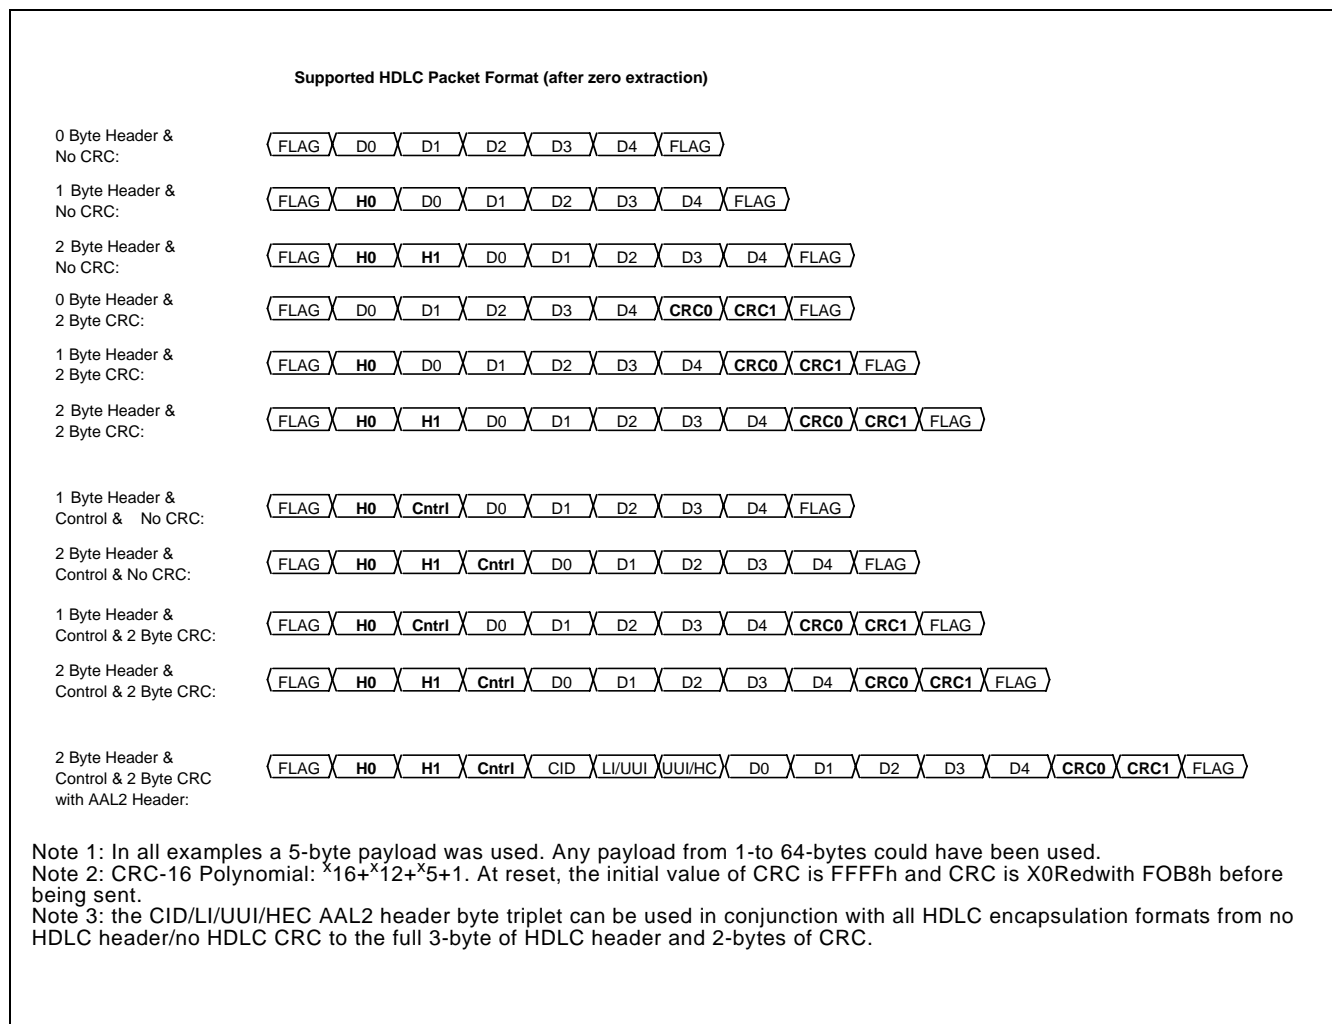 Supported HDLC Packet Format (after zero extraction)
0 Byte Header &
No CRC:
FLAG D0 D1 D2 D3 D4 FLAG
1 Byte Header &
No CRC:
FLAG H0 D0 D1 D2 D3 D4 FLAG
2 Byte Header &
No CRC:
FLAG H0 H1 D0 D1 D2 D3 D4 FLAG
0 Byte Header &
2 Byte CRC:
FLAG D0 D1 D2 D3 D4 CRC0 CRC1 FLAG
1 Byte Header &
2 Byte CRC:
FLAG H0 D0 D1 D2 D3 D4 CRC0 CRC1 FLAG
2 Byte Header &
2 Byte CRC:
FLAG H0 H1 D0 D1 D2 D3 D4 CRC0 CRC1 FLAG
1 Byte Header &
Control & No CRC:
FLAG H0 Cntrl D0 D1 D2 D3 D4 FLAG
2 Byte Header &
Control & No CRC:
FLAG H0 H1 Cntrl D0 D1 D2 D3 D4 FLAG
1 Byte Header &
Control & 2 Byte CRC:
FLAG H0 Cntrl D0 D1 D2 D3 D4 CRC0 CRC1 FLAG
2 Byte Header &
Control & 2 Byte CRC:
FLAG H0 H1 Cntrl D0 D1 D2 D3 D4 CRC0 CRC1 FLAG
2 Byte Header &
Control & 2 Byte CRC
with AAL2 Header:
FLAG H0 H1 Cntrl CID LI/UUI UUI/HC D0 D1 D2 D3 D4 CRC0 CRC1 FLAG
Note 1: In all examples a 5-byte payload was used. Any payload from 1-to 64-bytes could have been used.
Note 2: CRC-16 Polynomial: x16+x12+x5+1. At reset, the initial value of CRC is FFFFh and CRC is X0Redwith FOB8h before
being sent.
Note 3: the CID/LI/UUI/HEC AAL2 header byte triplet can be used in conjunction with all HDLC encapsulation formats from no
HDLC header/no HDLC CRC to the full 3-byte of HDLC header and 2-bytes of CRC.